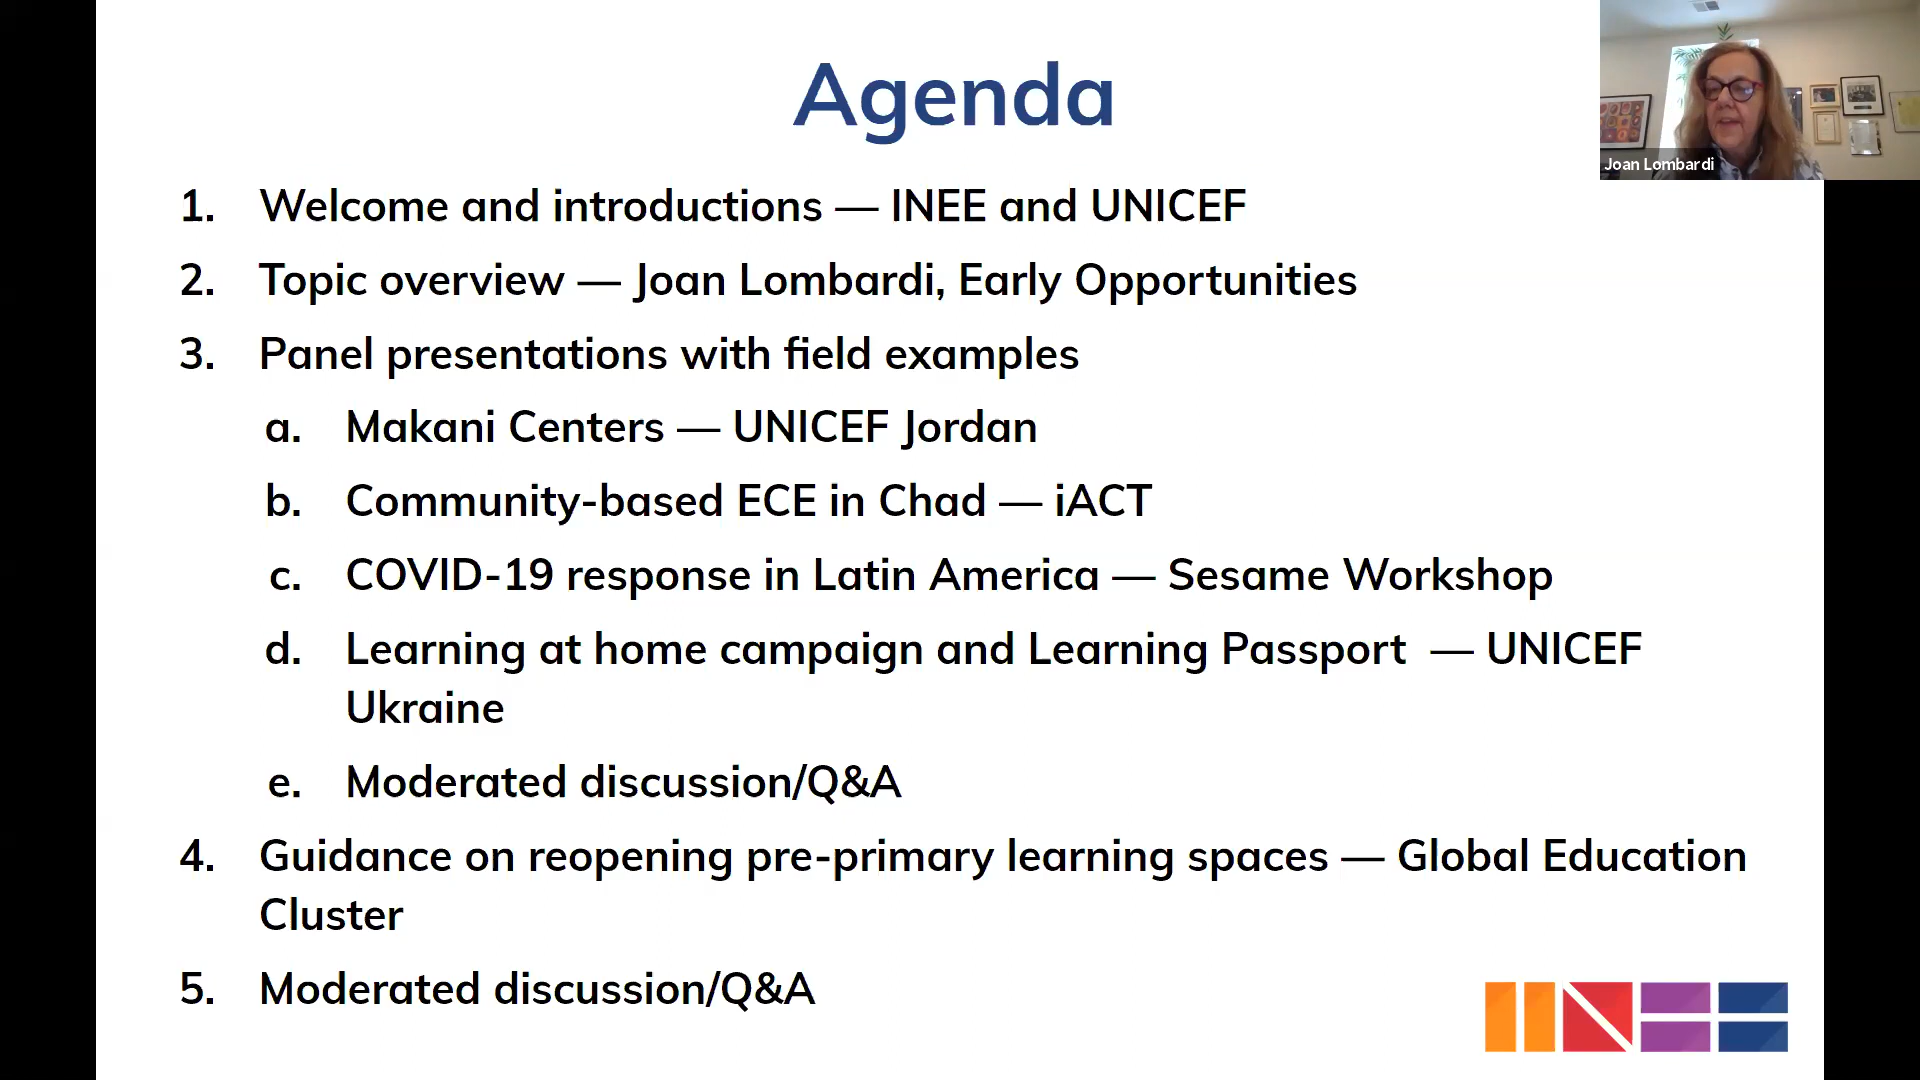 Agenda
Joan Lombardi
1. Welcome and introductions — INEE and UNICEF
2. Topic overview — Joan Lombardi, Early Opportunities
3. Panel presentations with field examples
a. Makani Centers — UNICEF Jordan
b. Community-based ECE in Chad — iACT
c. COVID-19 response in Latin America — Sesame Workshop
d. Learning at home campaign and Learning Passport — UNICEF
Ukraine
e. Moderated discussion/Q&A
4. Guidance on reopening pre-primary learning spaces — Global Education
Cluster
5. Moderated discussion/Q&A
INEE